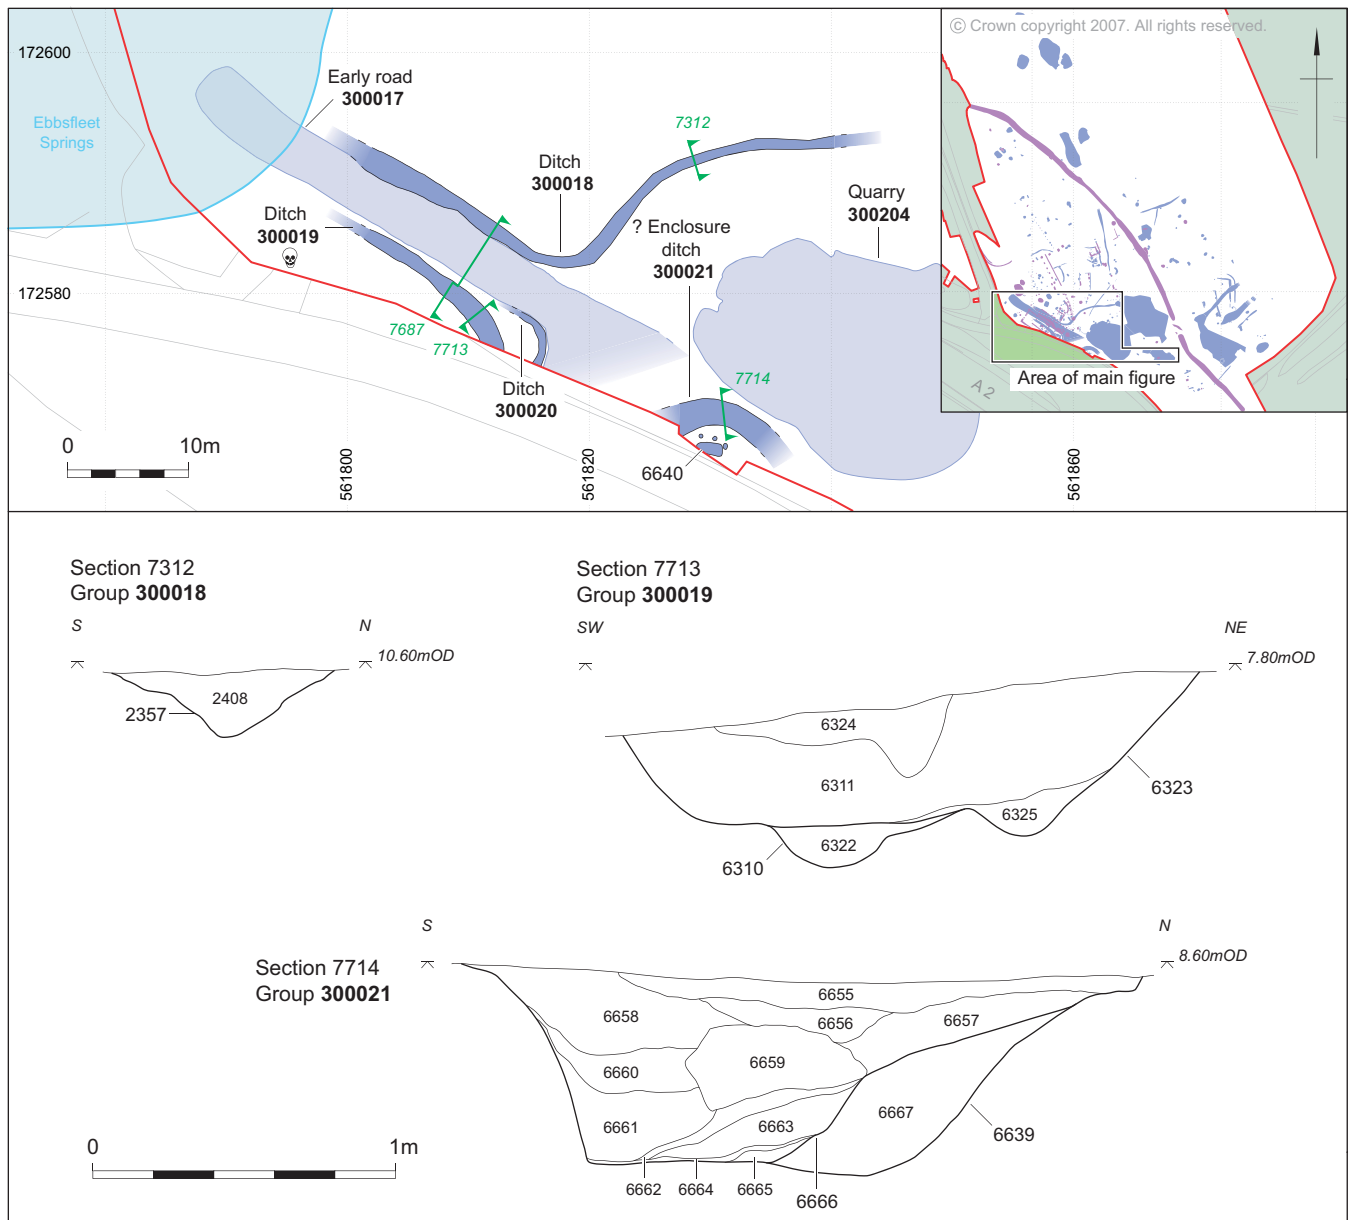 © Crown copyright 2007. All rights reserved.
172600
Early road
300017
Ebbsfleet
Springs
7312
Ditch
300018
Quarry
300204
Ditch
300019
? Enclosure
ditch
300021
172580
7687
7713
Ditch
300020
7714
Area of main figure
A 2
0 10m
6640
561800
561820
561860
Section 7312
Group 300018
S N
10.60mOD
2408
2357
Section 7713
Group 300019
SW NE
7.80mOD
6324
6311
6323
6325
6322
6310
Section 7714
Group 300021
S N
8.60mOD
6655
6658
6656
6657
6659
6660
6667
6661
6663
6639
6662
6664
6665
6666
0 1m